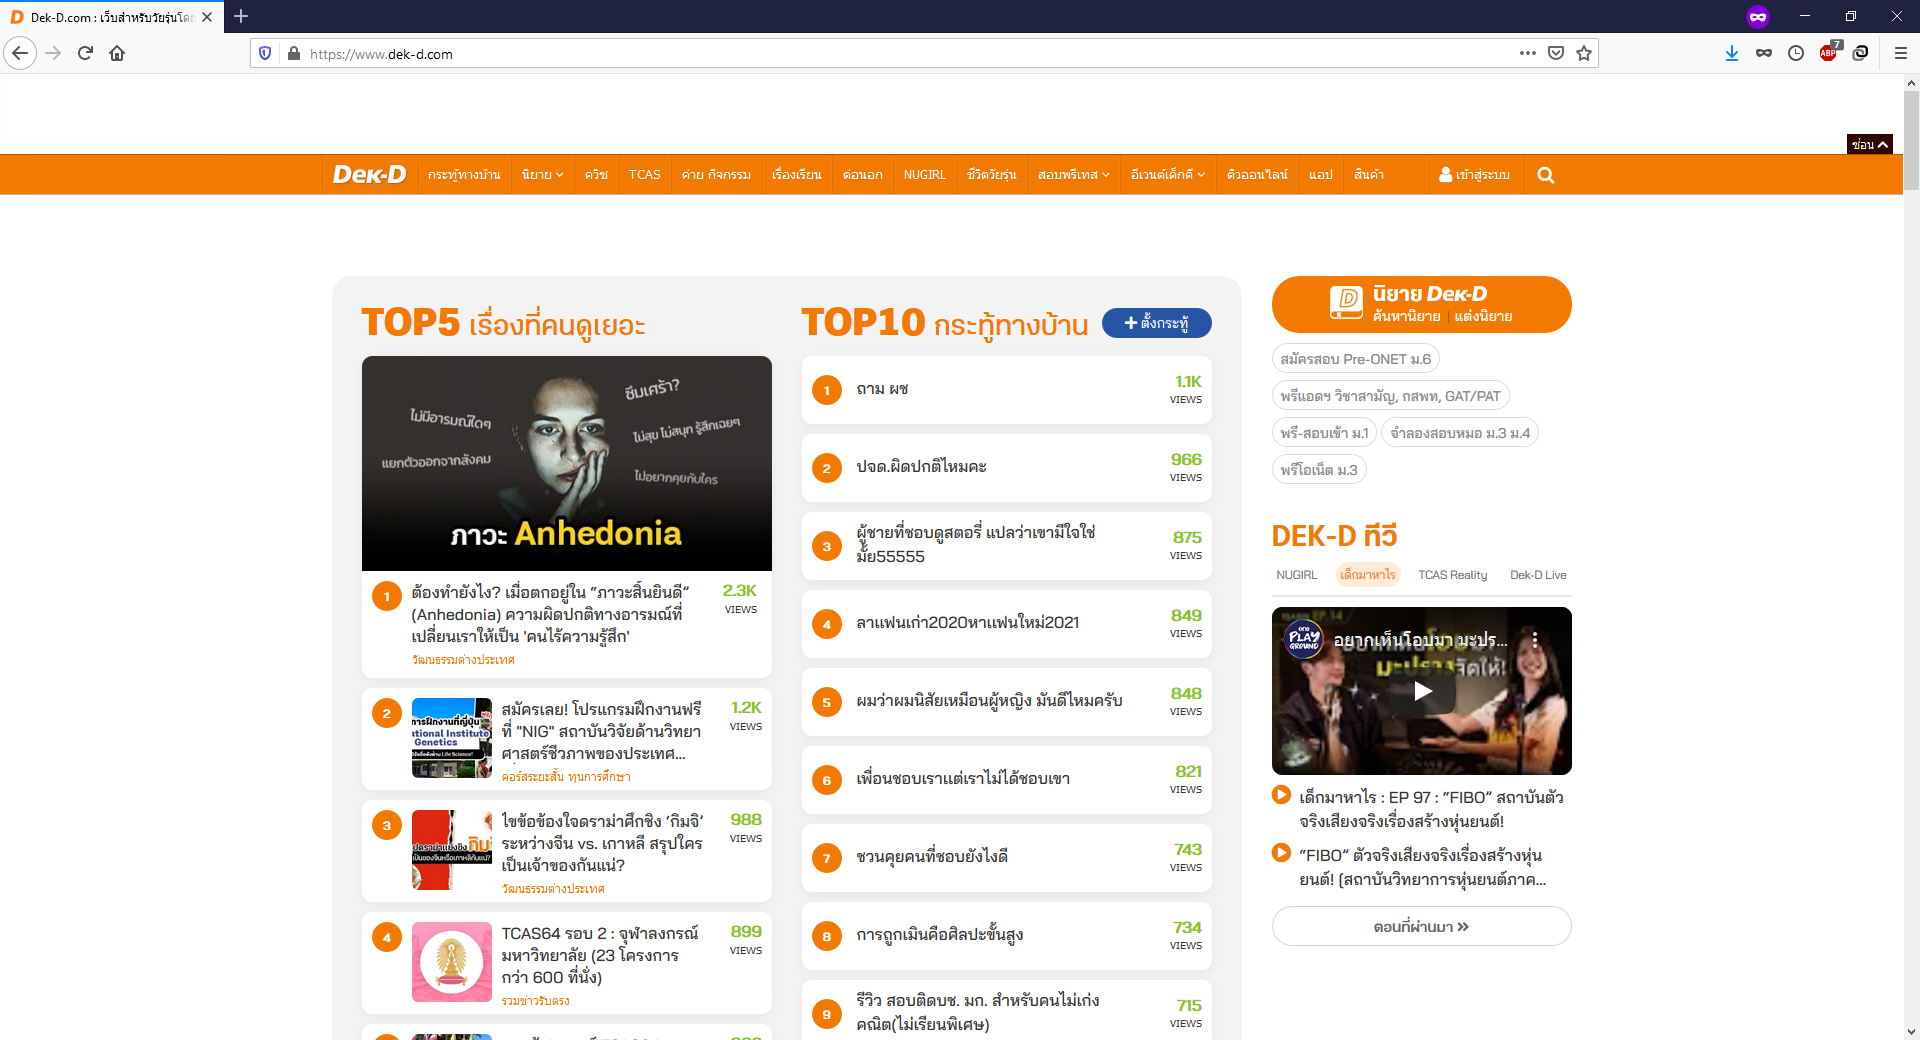 Dek-D.com : เว็บสำหรับวัยรุ่นโดย
https://www.dek-d.com
7
ABP
ซ่อน
DEK-D
กระทู้ทางบ้าน
นิยาย
ควิซ
TCAS
ค่าย กิจกรรม
เรื่องเรียน
ต่อนอก
NUGIRL
ชีวิตวัยรุ่น
สอบพรีเทส
อีเวนต์เด็กดี
ติวออนไลน์
แอป
สินค้า
เข้าสู่ระบบ
TOP5 เรื่องที่คนดูเยอะ
ซึมเศร้า?
ไม่มีอารมณ์ใดๆ
ไม่สุข ไม่สนุก รู้สึกเฉยๆ
แยกตัวออกจากสังคม
ไม่อยากคุยกับใคร
ภาวะ Anhedonia
1
ต้องทำยังไง? เมื่อตกอยู่ใน “ภาวะสิ้นยินดี”
(Anhedonia) ความผิดปกติทางอารมณ์ที่
เปลี่ยนเราให้เป็น 'คนไร้ความรู้สึก'
วัฒนธรรมต่างประเทศ
2.3K
VIEWS
2
การฝึกงานที่ญี่ปุ่น
ational Institute
Genetics
สมัครเลย! โปรแกรมฝึกงานฟรี
ที่ "NIG" สถาบันวิจัยด้านวิทยา
ศาสตร์ชีวภาพของประเทศ...
คอร์สระยะสั้น ทุนการศึกษา
1.2K
VIEWS
3
ไขข้อข้องใจดราม่าศึกชิง ‘กิมจิ’
ระหว่างจีน vs. เกาหลี สรุปใคร
เป็นเจ้าของกันแน่?
วัฒนธรรมต่างประเทศ
988
VIEWS
4
TCAS64 รอบ 2 : จุฬาลงกรณ์
มหาวิทยาลัย (23 โครงการ
กว่า 600 ที่นั่ง)
รวมข่าวรับตรง
899
VIEWS
TOP10 กระทู้ทางบ้าน
+ ตั้งกระทู้
1
ถาม ผช
1.1K
VIEWS
2
ปจด.ผิดปกติไหมคะ
966
VIEWS
3
ผู้ชายที่ชอบดูสตอรี่ แปลว่าเขามีใจใช่
มั้ย55555
875
VIEWS
4
ลาแฟนเก่า2020หาแฟนใหม่2021
849
VIEWS
5
ผมว่าผมนิสัยเหมือนผู้หญิง มันดีไหมครับ
848
VIEWS
6
เพื่อนชอบเราแต่เราไม่ได้ชอบเขา
821
VIEWS
7
ชวนคุยคนที่ชอบยังไงดี
743
VIEWS
8
การถูกเมินคือศิลปะขั้นสูง
734
VIEWS
9
รีวิว สอบติดบช. มก. สำหรับคนไม่เก่ง
คณิต(ไม่เรียนพิเศษ)
715
VIEWS
นิยาย DEK-D
ค้นหานิยาย | แต่งนิยาย
สมัครสอบ Pre-ONET ม.6
พรีแอดฯ วิชาสามัญ, กสพท, GAT/PAT
พรี-สอบเข้า ม.1
จำลองสอบหมอ ม.3 ม.4
พรีโอเน็ต ม.3
DEK-D ทีวี
NUGIRL
เด็กมาหาไร
TCAS Reality
Dek-D Live
one PLAY GROUND
อยากเห็นโอบมา มะปร...
เด็กมาหาไร : EP 97 : “FIBO” สถาบันตัว
จริงเสียงจริงเรื่องสร้างหุ่นยนต์!
“FIBO” ตัวจริงเสียงจริงเรื่องสร้างหุ่น
ยนต์! (สถาบันวิทยาการหุ่นยนต์ภาค...
ตอนที่ผ่านมา »